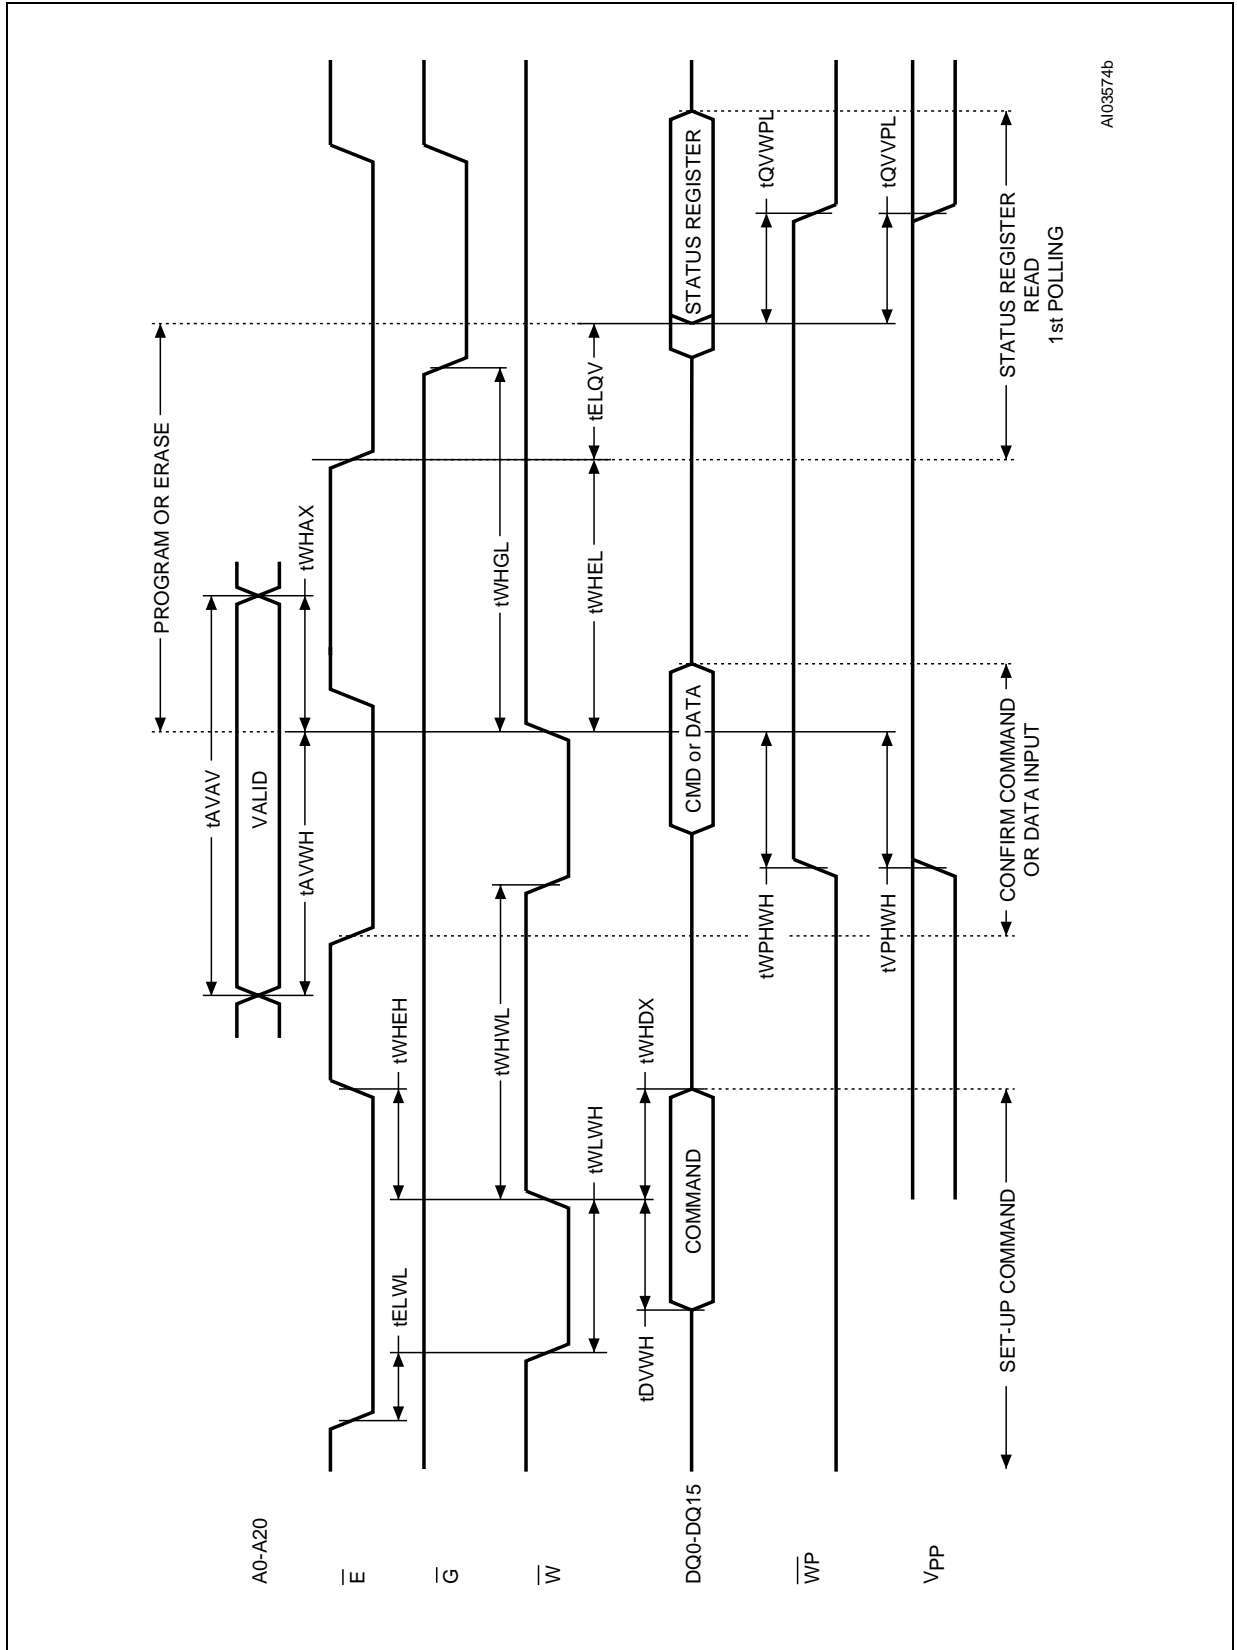 PROGRAM OR ERASE
tAVAV
A0-A20
VALID
tAVWH
tWHAX
E
tELWL
tWHEH
G
tWHWL
tWHGL
W
tWLWH
tWHEL
tELQV
tDVWH
tWHDX
DQ0-DQ15
COMMAND
CMD or DATA
STATUS REGISTER
tWPHWH
tQVWPL
WP
tVPHWH
tQVVPL
VPP
SET-UP COMMAND
CONFIRM COMMAND
OR DATA INPUT
STATUS REGISTER
READ
1st POLLING
AI03574b